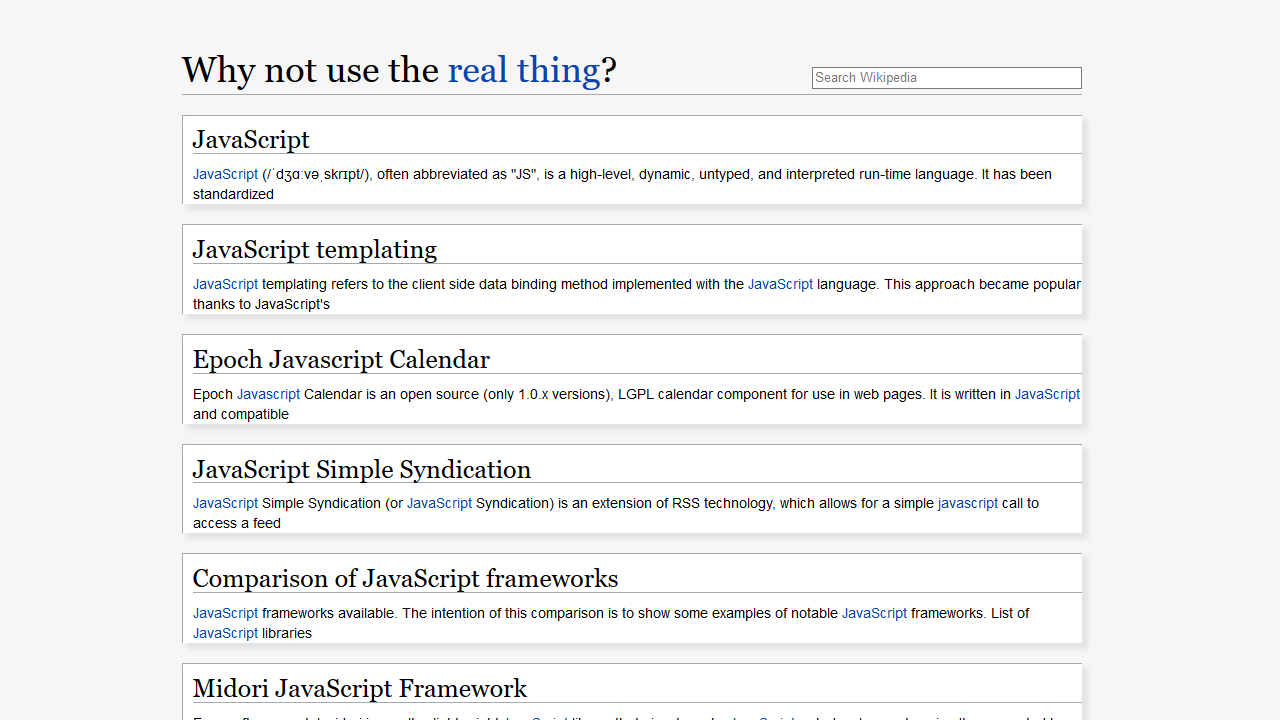 Why not use the real thing?
Search Wikipedia
JavaScript
JavaScript (/ˈdʒɑːvəˌskrɪpt/), often abbreviated as "JS", is a high-level, dynamic, untyped, and interpreted run-time language. It has been
standardized
JavaScript templating
JavaScript templating refers to the client side data binding method implemented with the JavaScript language. This approach became popular
thanks to JavaScript's
Epoch Javascript Calendar
Epoch Javascript Calendar is an open source (only 1.0.x versions), LGPL calendar component for use in web pages. It is written in JavaScript
and compatible
JavaScript Simple Syndication
JavaScript Simple Syndication (or JavaScript Syndication) is an extension of RSS technology, which allows for a simple javascript call to
access a feed
Comparison of JavaScript frameworks
JavaScript frameworks available. The intention of this comparison is to show some examples of notable JavaScript frameworks. List of
JavaScript libraries
Midori JavaScript Framework